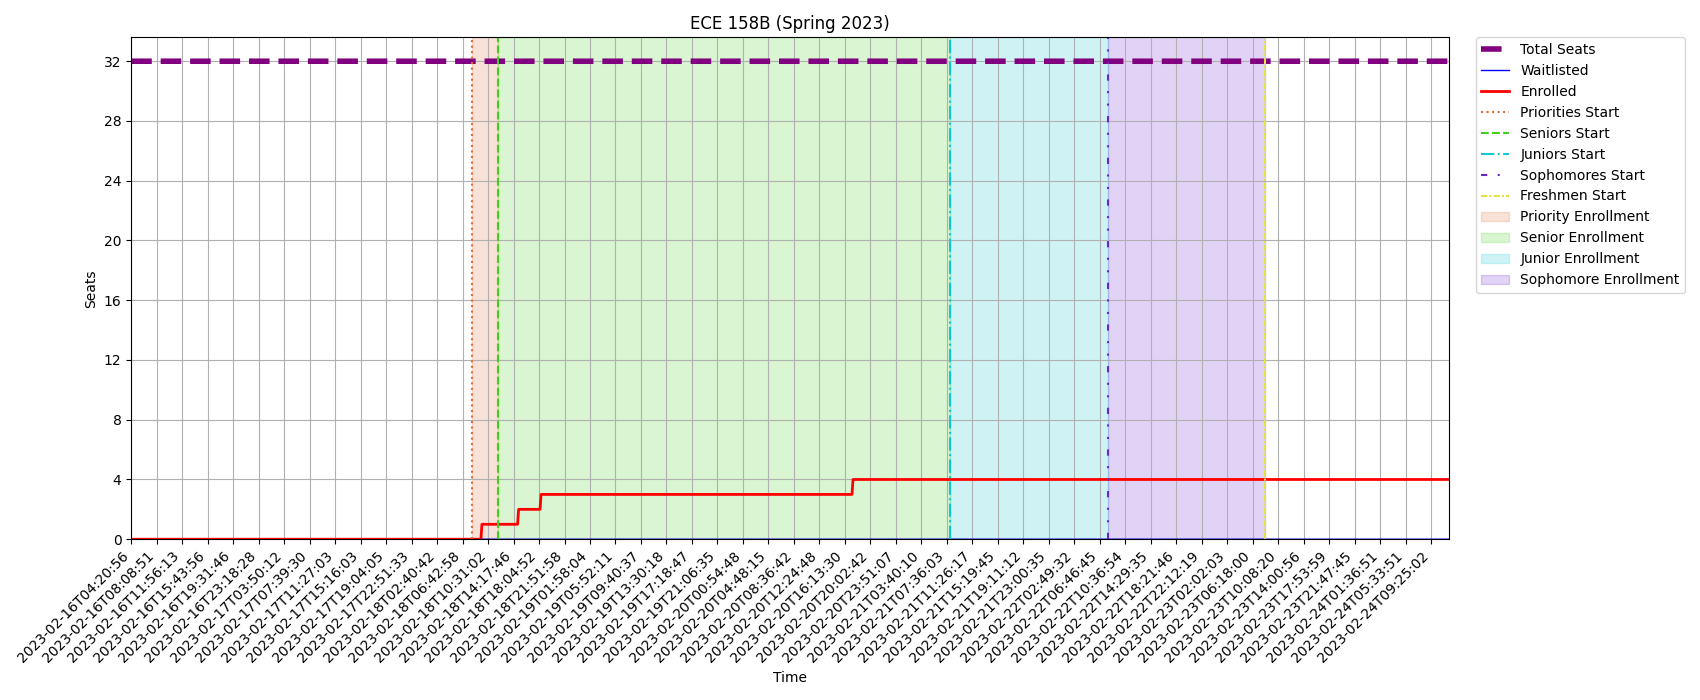 ECE 158B (Spring 2023)
32
28
24
20
16
12
8
4
0
Seats
2023-02-16T04:20:56
2023-02-16T08:08:51
2023-02-16T11:56:13
2023-02-16T15:43:56
2023-02-16T19:31:46
2023-02-16T23:18:28
2023-02-17T03:50:12
2023-02-17T07:39:30
2023-02-17T11:27:03
2023-02-17T15:16:03
2023-02-17T19:04:05
2023-02-17T22:51:33
2023-02-18T02:40:42
2023-02-18T06:42:58
2023-02-18T10:31:02
2023-02-18T14:17:46
2023-02-18T18:04:52
2023-02-18T21:51:58
2023-02-19T01:58:04
2023-02-19T05:52:11
2023-02-19T09:40:37
2023-02-19T13:30:18
2023-02-19T17:18:47
2023-02-19T21:06:35
2023-02-20T00:54:48
2023-02-20T04:48:15
2023-02-20T08:36:42
2023-02-20T12:24:48
2023-02-20T16:13:30
2023-02-20T20:02:42
2023-02-20T23:51:07
2023-02-21T03:40:10
2023-02-21T07:36:03
2023-02-21T11:26:17
2023-02-21T15:19:45
2023-02-21T19:11:12
2023-02-21T23:00:35
2023-02-22T02:49:32
2023-02-22T06:46:45
2023-02-22T10:36:54
2023-02-22T14:29:35
2023-02-22T18:21:46
2023-02-22T22:12:19
2023-02-23T02:02:03
2023-02-23T06:18:00
2023-02-23T10:08:20
2023-02-23T14:00:56
2023-02-23T17:53:59
2023-02-23T21:47:45
2023-02-24T01:36:51
2023-02-24T05:33:51
2023-02-24T09:25:02
Time
Total Seats
Waitlisted
Enrolled
Priorities Start
Seniors Start
Juniors Start
Sophomores Start
Freshmen Start
Priority Enrollment
Senior Enrollment
Junior Enrollment
Sophomore Enrollment